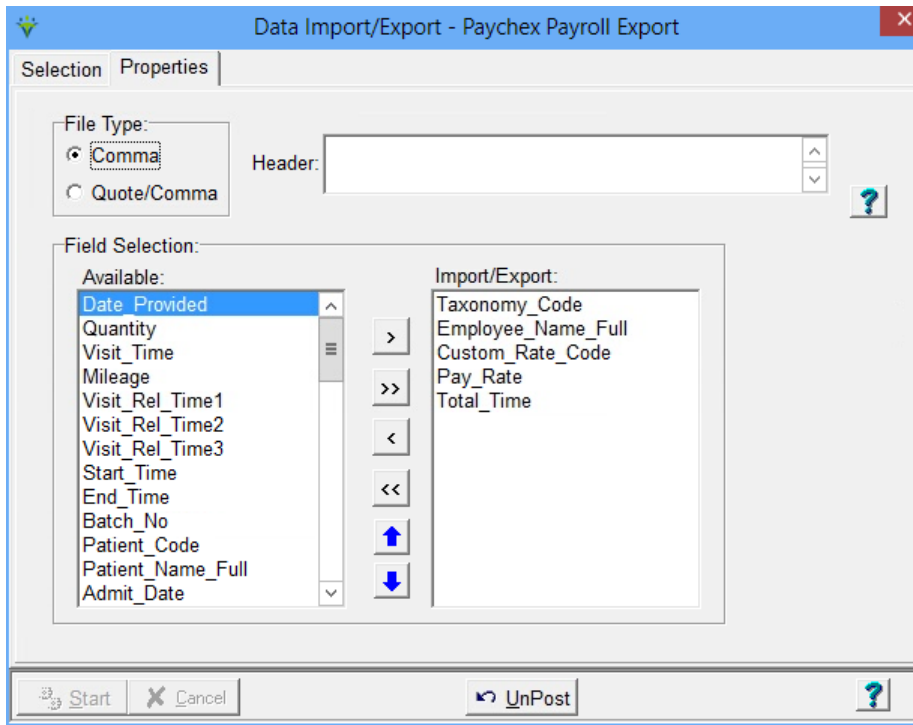 Data Import/Export - Paychex Payroll Export
Selection Properties
File Type:
Comma
Quote/Comma
Header:
Field Selection:
Available:
Date_Provided
Quantity
Visit_Time
Mileage
Visit_Rel_Time1
Visit_Rel_Time2
Visit_Rel_Time3
Start_Time
End_Time
Batch_No
Patient_Code
Patient_Name_Full
Admit_Date
>
>>
<
<<
Import/Export:
Taxonomy_Code
Employee_Name_Full
Custom_Rate_Code
Pay_Rate
Total_Time
Start Cancel UnPost